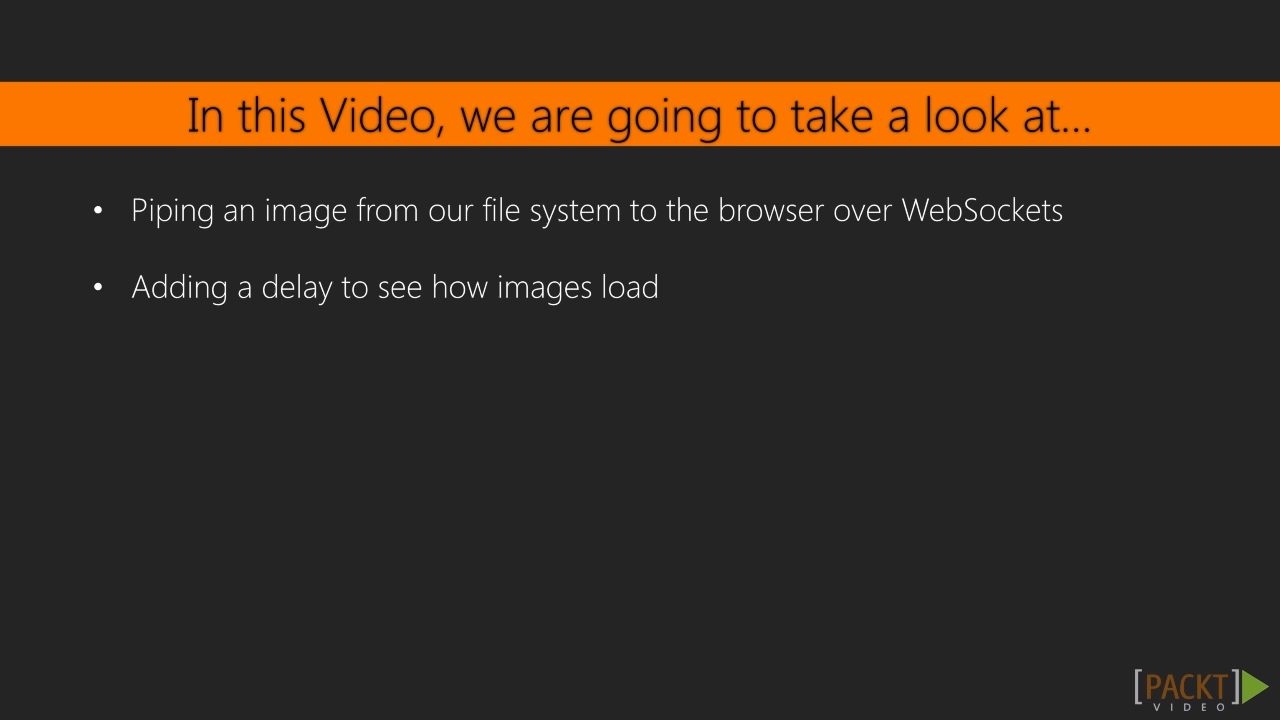 In this Video, we are going to take a look at...
• Piping an image from our file system to the browser over WebSockets
• Adding a delay to see how images load
[PACKT]
VIDEO